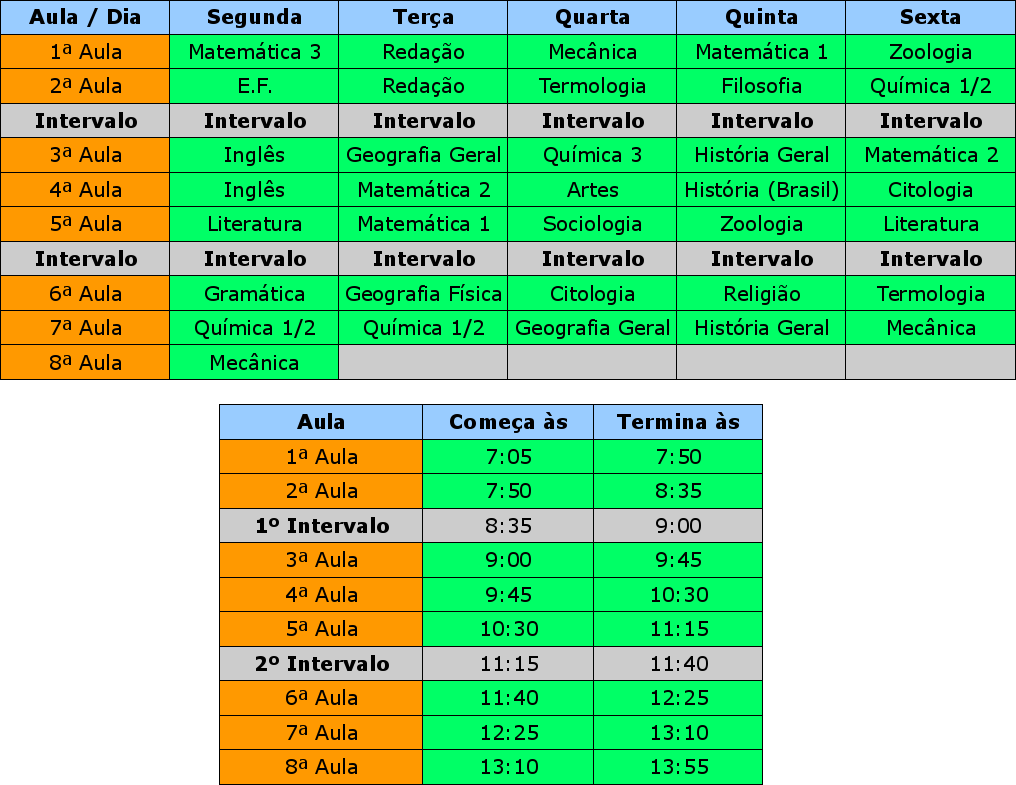 Aula / Dia Segunda Terça Quarta Quinta Sexta
1ª Aula Matemática 3 Redação Mecânica Matemática 1 Zoologia
2ª Aula E.F. Redação Termologia Filosofia Química 1/2
Intervalo Intervalo Intervalo Intervalo Intervalo Intervalo
3ª Aula Inglês Geografia Geral Química 3 História Geral Matemática 2
4ª Aula Inglês Matemática 2 Artes História (Brasil) Citologia
5ª Aula Literatura Matemática 1 Sociologia Zoologia Literatura
Intervalo Intervalo Intervalo Intervalo Intervalo Intervalo
6ª Aula Gramática Geografia Física Citologia Religião Termologia
7ª Aula Química 1/2 Química 1/2 Geografia Geral História Geral Mecânica
8ª Aula Mecânica
Aula Começa às Termina às
1ª Aula 7:05 7:50
2ª Aula 7:50 8:35
1º Intervalo 8:35 9:00
3ª Aula 9:00 9:45
4ª Aula 9:45 10:30
5ª Aula 10:30 11:15
2º Intervalo 11:15 11:40
6ª Aula 11:40 12:25
7ª Aula 12:25 13:10
8ª Aula 13:10 13:55